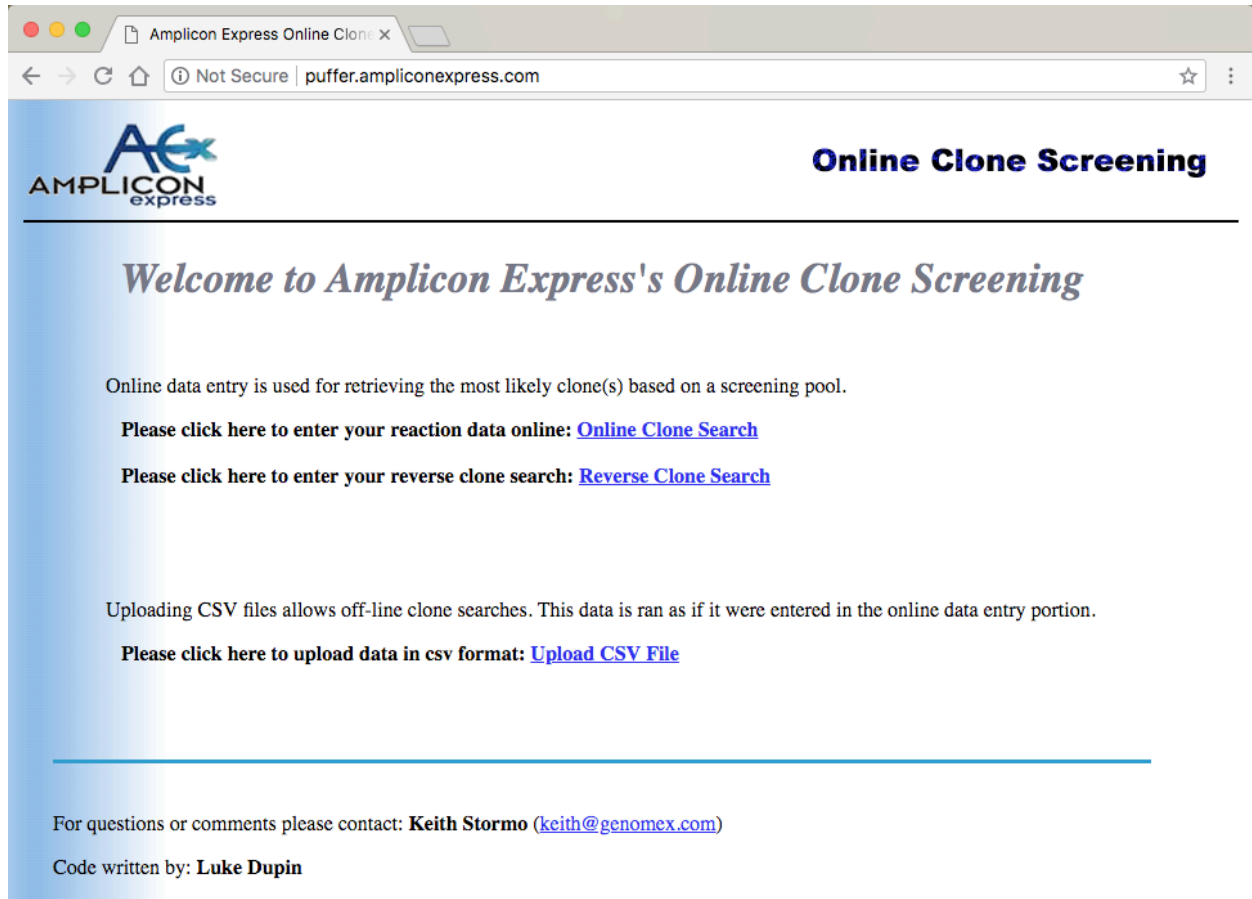 Amplicon Express Online Clone
Not Secure | puffer.ampliconexpress.com
AEx
AMPLICON
express
Online Clone Screening
Welcome to Amplicon Express's Online Clone Screening
Online data entry is used for retrieving the most likely clone(s) based on a screening pool.
Please click here to enter your reaction data online: Online Clone Search
Please click here to enter your reverse clone search: Reverse Clone Search
Uploading CSV files allows off-line clone searches. This data is ran as if it were entered in the online data entry portion.
Please click here to upload data in csv format: Upload CSV File
For questions or comments please contact: Keith Stormo (keith@genomex.com)
Code written by: Luke Dupin